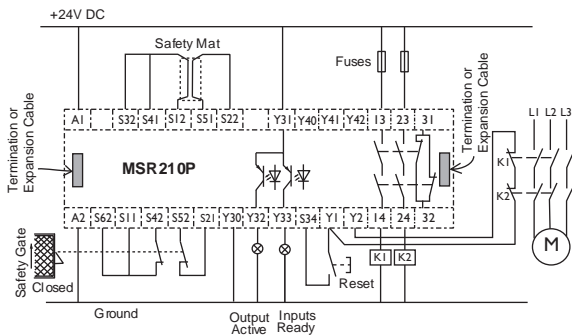 +24V DC
Safety Mat
Fuses
Termination or
Expansion Cable
A1 S32 S41 S12 S51 S22 Y31 Y40 Y41 Y42 13 23 31
Termination or
Expansion Cable
MSR210P
L1 L2 L3
K1
K2
A2 S62 S11 S42 S52 S21 Y30 Y32 Y33 S34 Y1 Y2 14 24 32
Safety Gate
Closed
K1 K2
M
Reset
Ground
Output
Active
Inputs
Ready